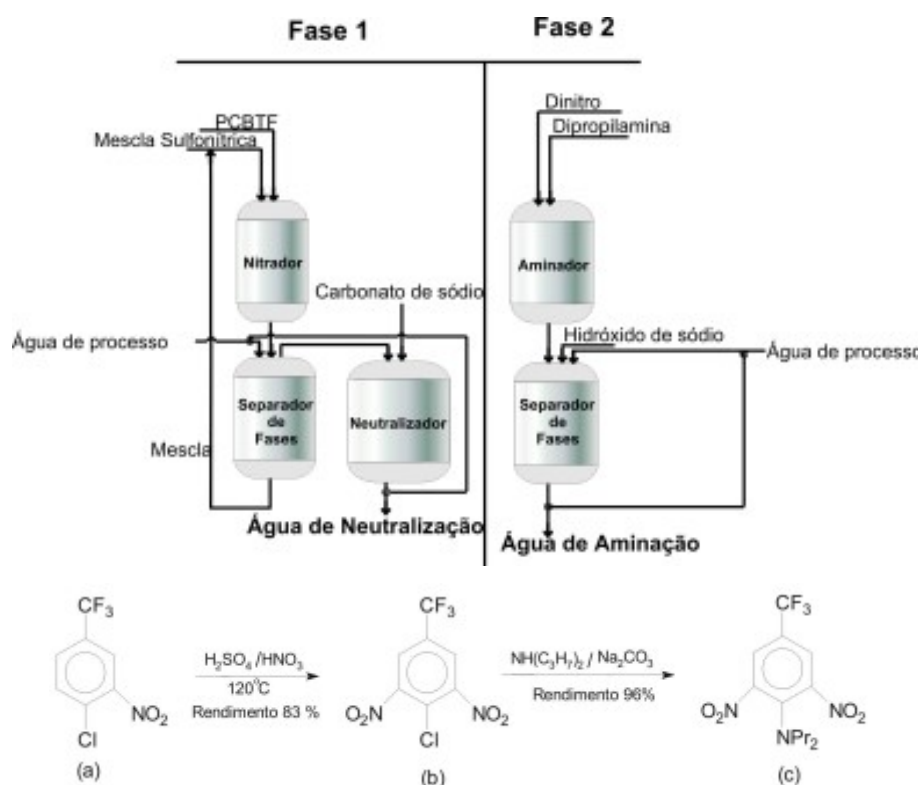 Fase 1
Fase 2
PCBTF
Mescla Sulfonítrica
Nitrador
Carbonato de sódio
Água de processo
Separador
de
Fases
Neutralizador
Mescla
Água de Neutralização
Dinitro
Dipropilamina
Aminador
Hidróxido de sódio
Água de processo
Separador
de
Fases
Água de Aminação
CF3
NO2
Cl
(a)
H2SO4/HNO3
120°C
Rendimento 83 %
CF3
O2N
NO2
Cl
(b)
NH(C3H7)2 / Na2CO3
Rendimento 96%
CF3
O2N
NO2
NPr2
(c)